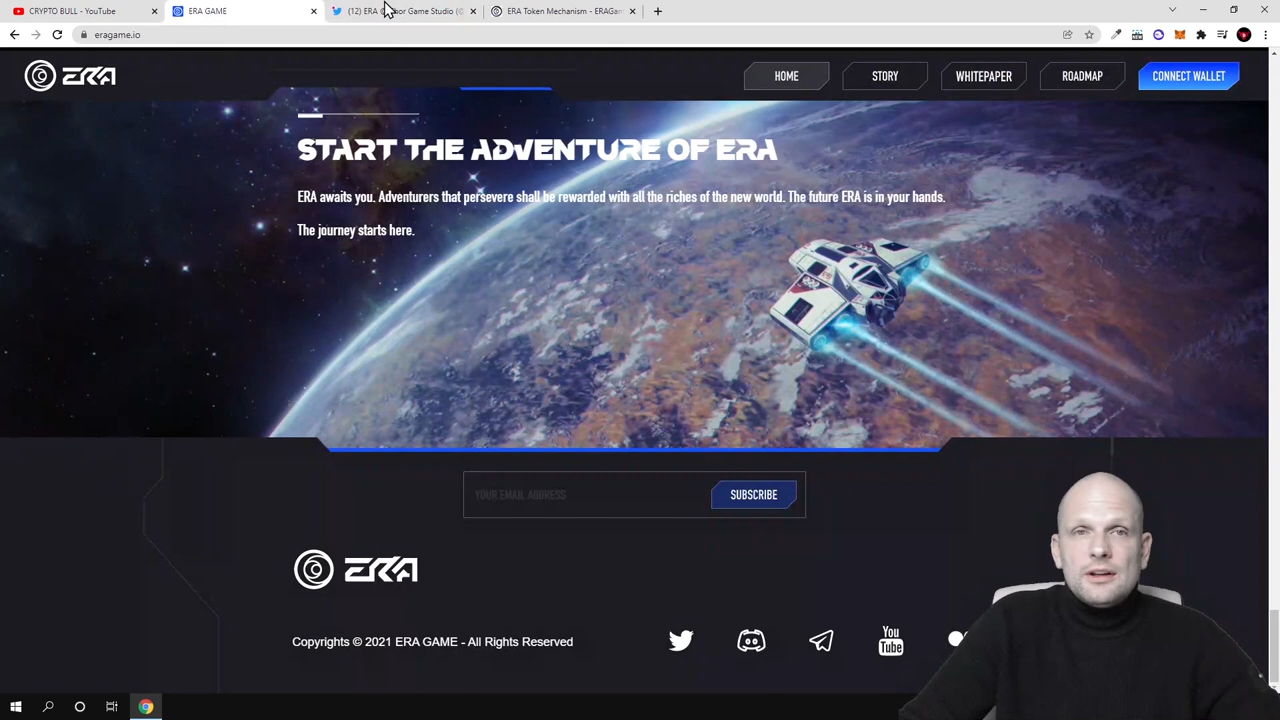 CRYPTO BULL - YouTube
ERA GAME
(12) ERA
or Game Studio (
ERA Token Mechanism - ERAGam
eragame.io
ERA
HOME
STORY
WHITEPAPER
ROADMAP
CONNECT WALLET
START THE ADVENTURE OF ERA
ERA awaits you. Adventurers that persevere shall be rewarded with all the riches of the new world. The future ERA is in your hands.
The journey starts here.
YOUR EMAIL ADDRESS
SUBSCRIBE
ERA
Copyrights © 2021 ERA GAME - All Rights Reserved
You
Tube